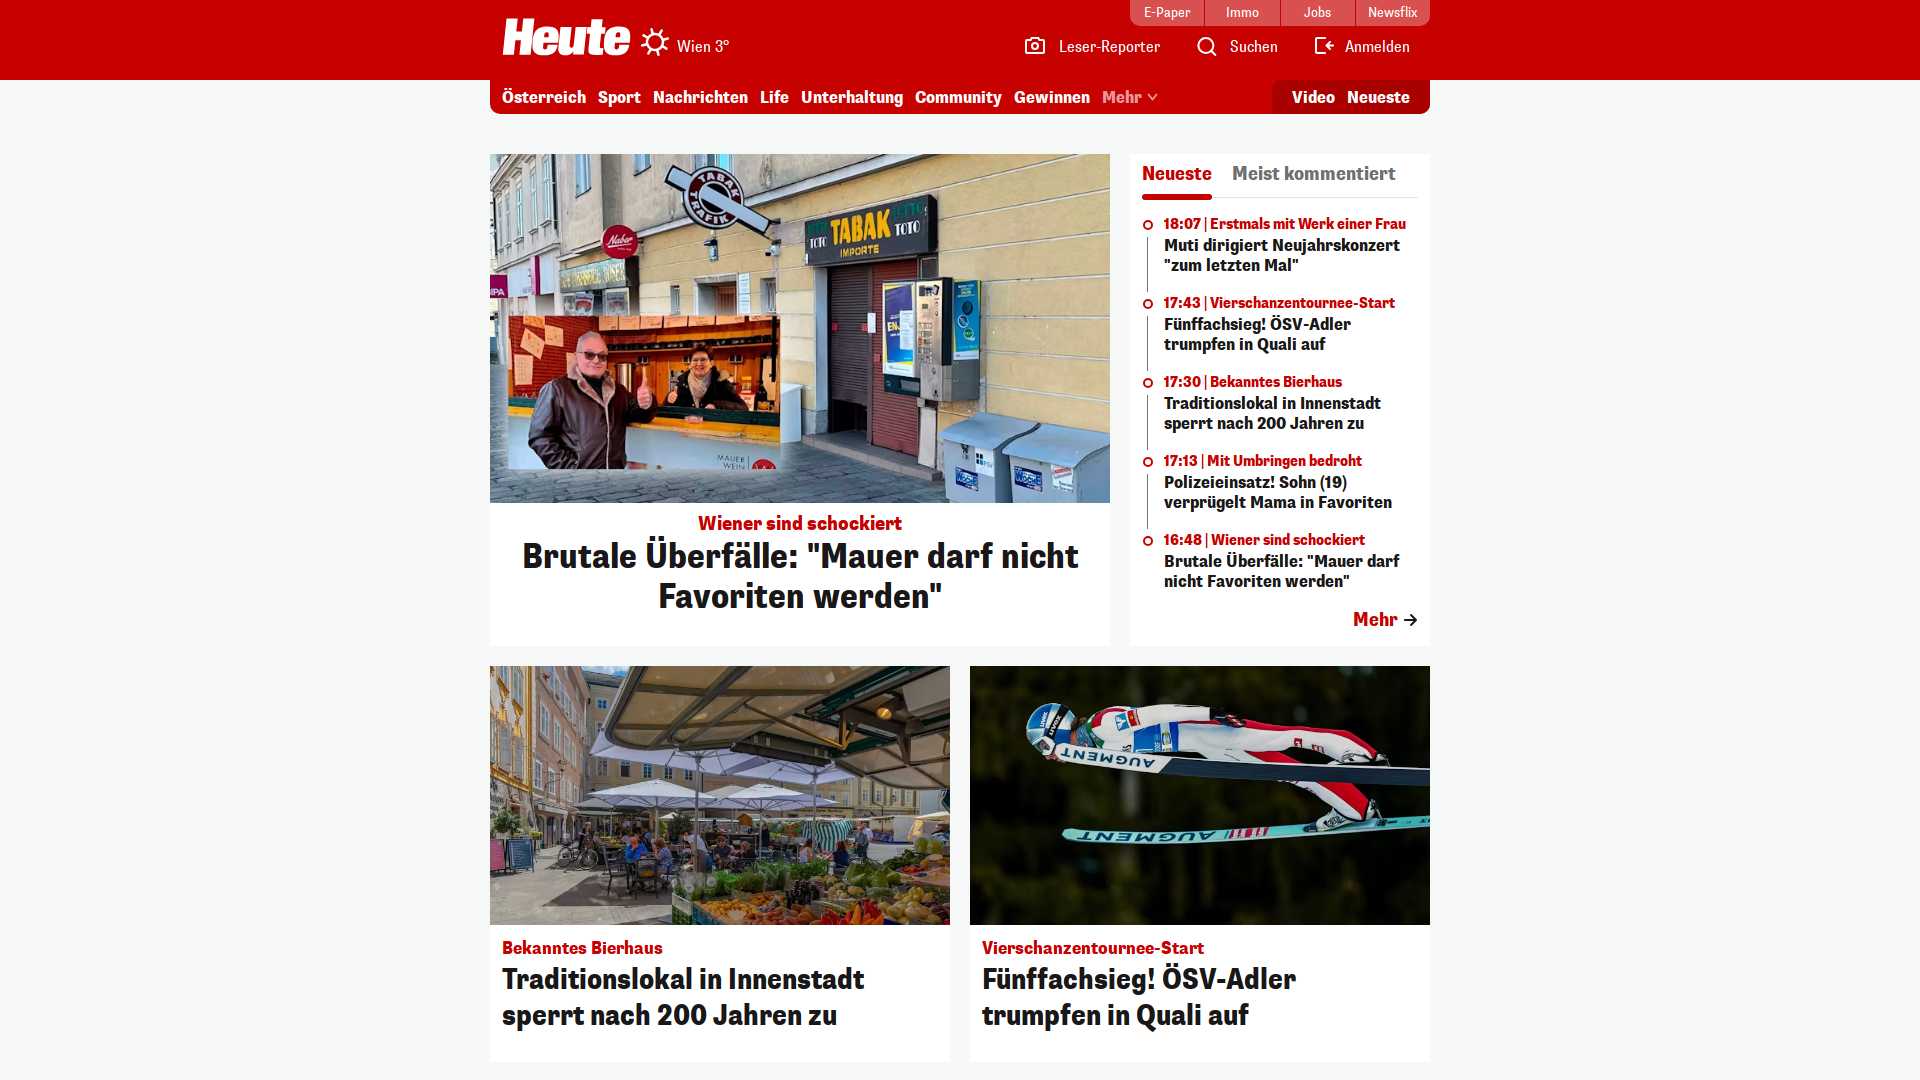 E-Paper
Immo
Jobs
Newsflix
Heute
Wien 3°
Leser-Reporter
Suchen
Anmelden
Österreich
Sport
Nachrichten
Life
Unterhaltung
Community
Gewinnen
Mehr
Video
Neueste
TABAK
TRAFIK
Naber
TABAK
TOTO
TOTO
IMPORTE
IPA
MAUER
WEIN
Wiener sind schockiert
Brutale Überfälle: "Mauer darf nicht
Favoriten werden"
Neueste
Meist kommentiert
18:07 | Erstmals mit Werk einer Frau
Muti dirigiert Neujahrskonzert
"zum letzten Mal"
17:43 | Vierschanzentournee-Start
Fünffachsieg! ÖSV-Adler
trumpfen in Quali auf
17:30 | Bekanntes Bierhaus
Traditionslokal in Innenstadt
sperrt nach 200 Jahren zu
17:13 | Mit Umbringen bedroht
Polizeieinsatz! Sohn (19)
verprügelt Mama in Favoriten
16:48 | Wiener sind schockiert
Brutale Überfälle: "Mauer darf
nicht Favoriten werden"
Mehr
Bekanntes Bierhaus
Traditionslokal in Innenstadt
sperrt nach 200 Jahren zu
uvex
AUGMENT
AUGMENT
Vierschanzentournee-Start
Fünffachsieg! ÖSV-Adler
trumpfen in Quali auf